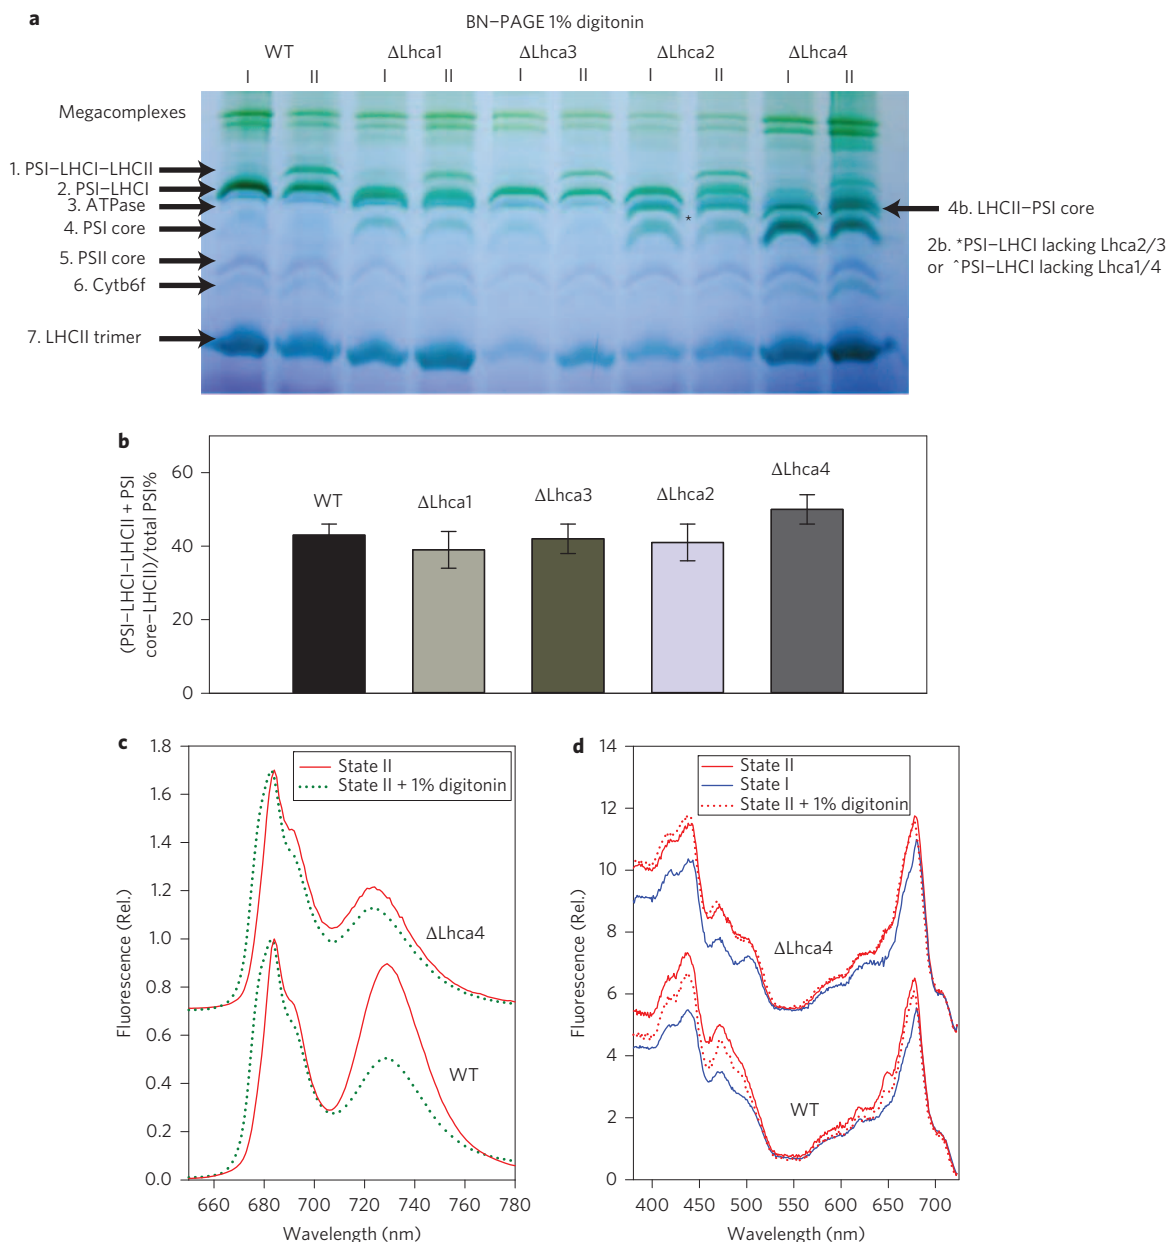 a
BN–PAGE 1% digitonin
WT ΔLhca1 ΔLhca3 ΔLhca2 ΔLhca4
I II I II I II I II I II
Megacomplexes
1. PSI–LHCI–LHCII
2. PSI–LHCI
3. ATPase
4. PSI core
5. PSII core
6. Cytb6f
7. LHCII trimer
*
^
4b. LHCII–PSI core
2b. *PSI–LHCI lacking Lhca2/3
or ^PSI–LHCI lacking Lhca1/4
b
(PSI–LHCI–LHCII + PSI
core–LHCII)/total PSI%
60
40
20
0
WT
ΔLhca1
ΔLhca3
ΔLhca2
ΔLhca4
c
Fluorescence (Rel.)
1.8
1.6
1.4
1.2
1.0
0.8
0.6
0.4
0.2
0.0
State II
State II + 1% digitonin
ΔLhca4
WT
660 680 700 720 740 760 780
Wavelength (nm)
d
Fluorescence (Rel.)
14
12
10
8
6
4
2
0
State II
State I
State II + 1% digitonin
ΔLhca4
WT
400 450 500 550 600 650 700
Wavelength (nm)